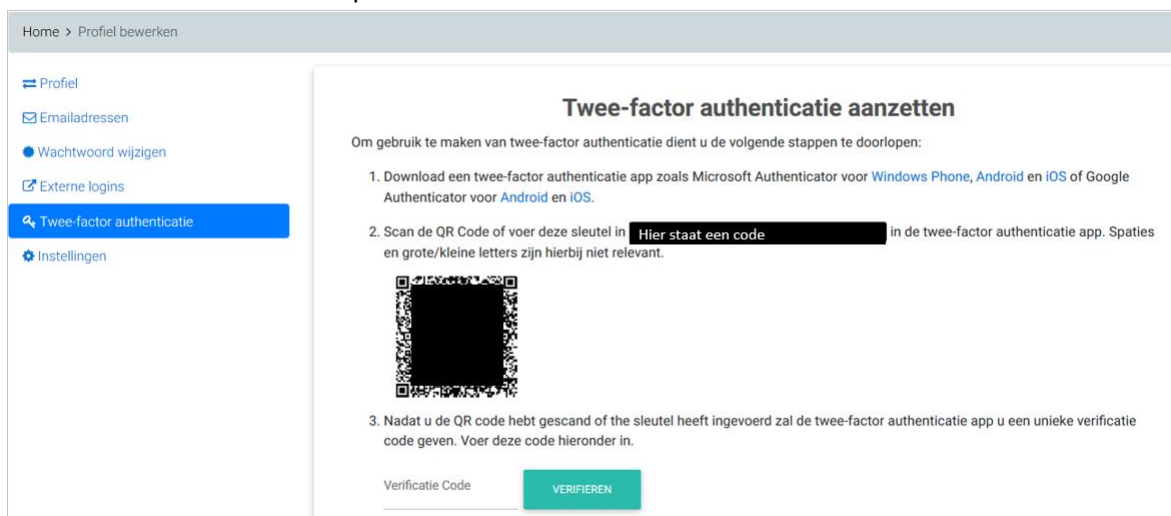 Home > Profiel bewerken
Profiel
Emailadressen
Wachtwoord wijzigen
Externe logins
Twee-factor authenticatie
Instellingen
Twee-factor authenticatie aanzetten
Om gebruik te maken van twee-factor authenticatie dient u de volgende stappen te doorlopen:
1. Download een twee-factor authenticatie app zoals Microsoft Authenticator voor Windows Phone, Android en iOS of Google
Authenticator voor Android en iOS.
2. Scan de QR Code of voer deze sleutel in Hier staat een code in de twee-factor authenticatie app. Spaties
en grote/kleine letters zijn hierbij niet relevant.
3. Nadat u de QR code hebt gescand of the sleutel heeft ingevoerd zal de twee-factor authenticatie app u een unieke verificatie
code geven. Voer deze code hieronder in.
Verificatie Code
VERIFIEREN